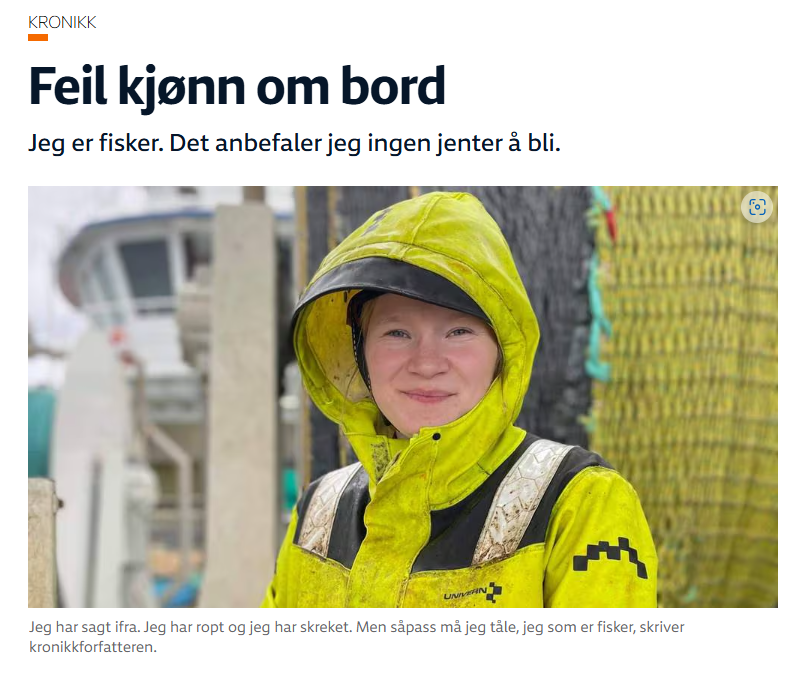 KRONIKK
Feil kjønn om bord
Jeg er fisker. Det anbefaler jeg ingen jenter å bli.
UNIVERN
Jeg har sagt ifra. Jeg har ropt og jeg har skreket. Men såpass må jeg tåle, jeg som er fisker, skriver
kronikkforfatteren.